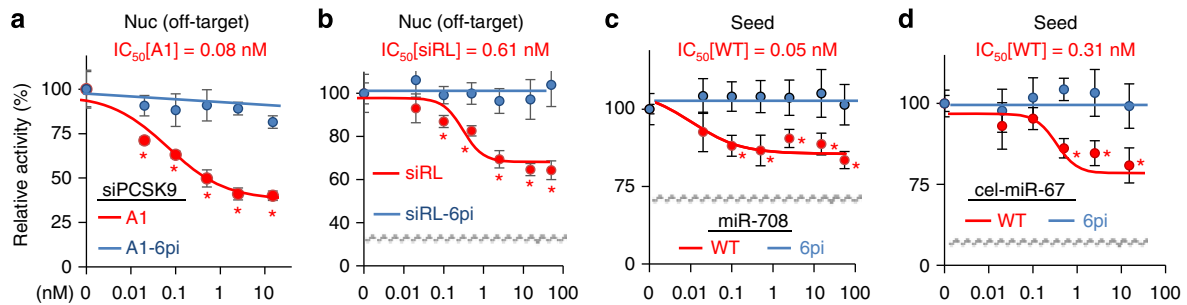 a
Nuc (off-target)
IC50[A1] = 0.08 nM
Relative activity (%)
100
75
50
25
0
siPCSK9
A1
A1-6pi
* * * * *
(nM)
0 0.01 0.1 1 10
b
Nuc (off-target)
IC50[siRL] = 0.61 nM
100
80
60
40
0
siRL
siRL-6pi
* * * * *
0 0.01 0.1 1 10 100
c
Seed
IC50[WT] = 0.05 nM
100
75
0
miR-708
WT 6pi
* * * * *
0 0.01 0.1 1 10 100
d
Seed
IC50[WT] = 0.31 nM
100
75
0
cel-miR-67
WT 6pi
* * *
0 0.01 0.1 1 10 100